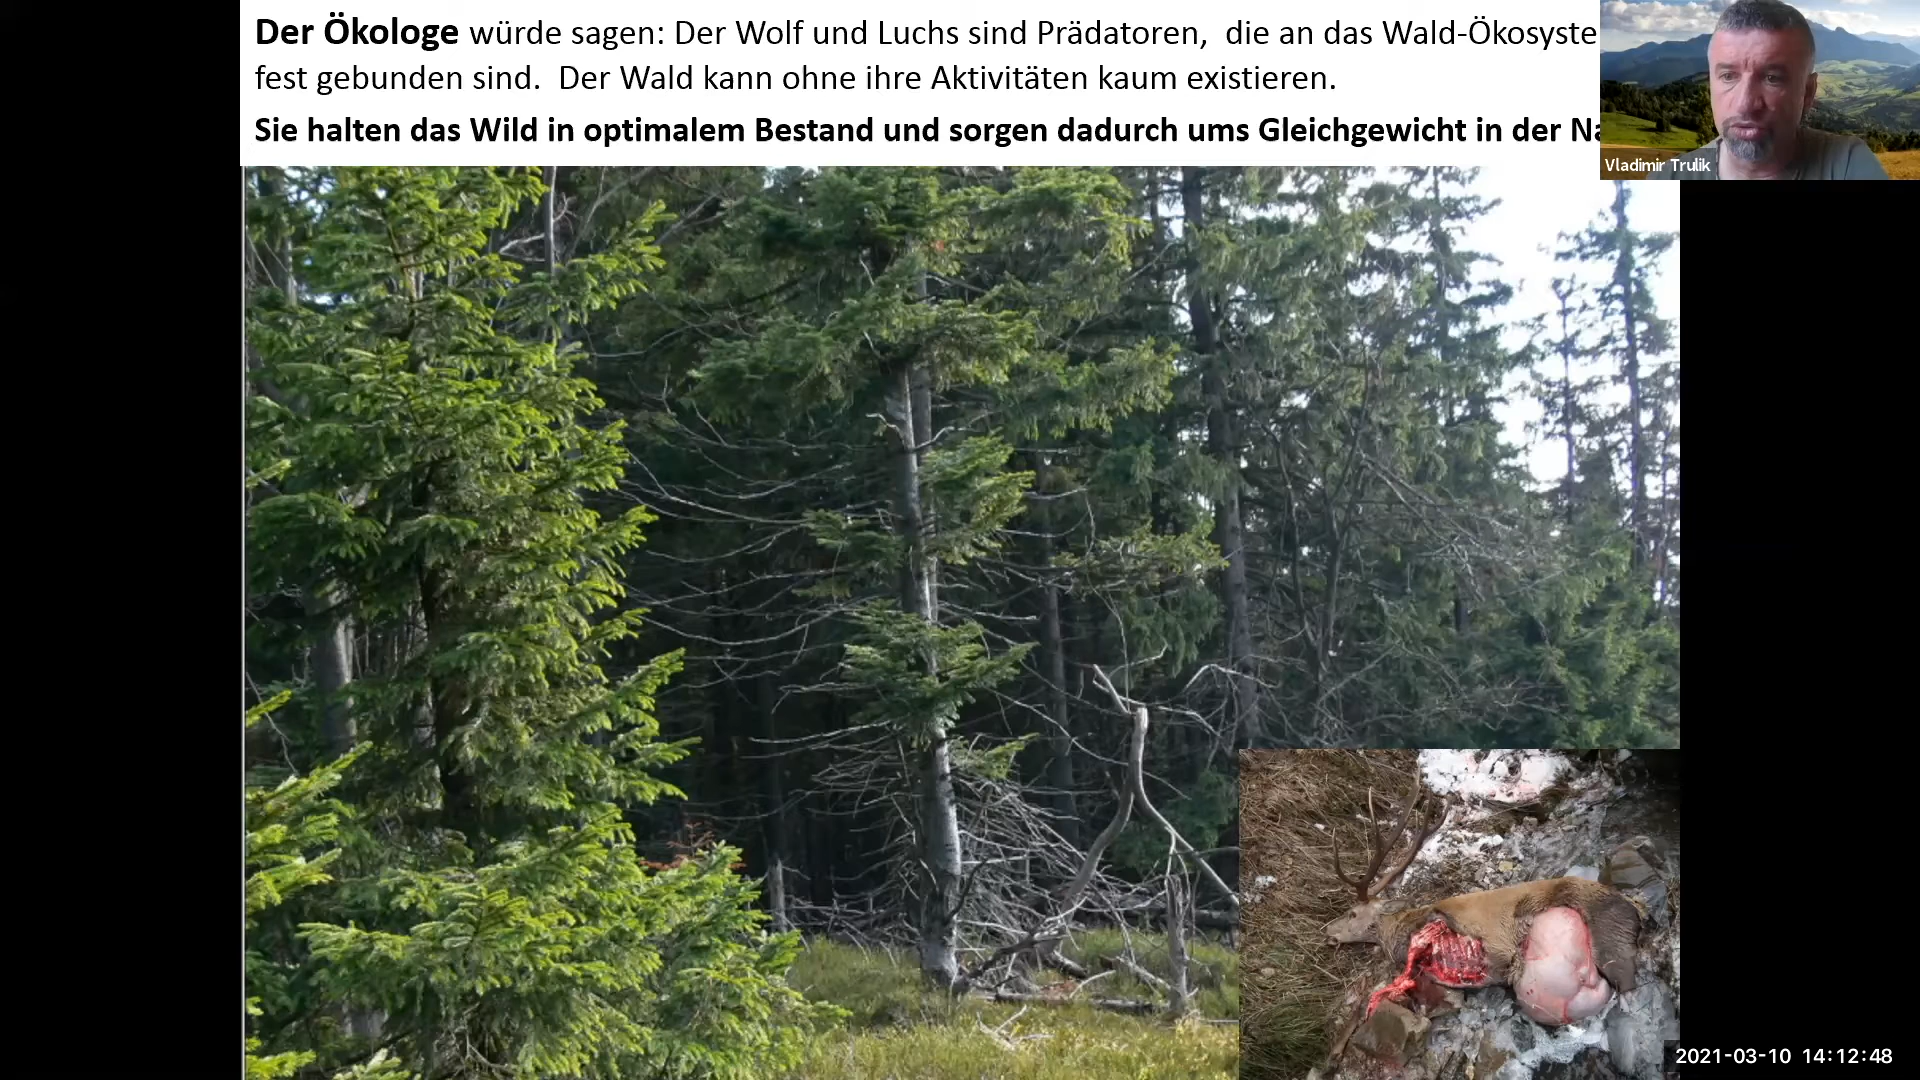 Der Ökologe würde sagen: Der Wolf und Luchs sind Prädatoren, die an das Wald-Ökosyste
fest gebunden sind. Der Wald kann ohne ihre Aktivitäten kaum existieren.
Sie halten das Wild in optimalem Bestand und sorgen dadurch ums Gleichgewicht in der Na
Vladimir Trulik
2021-03-10 14:12:48